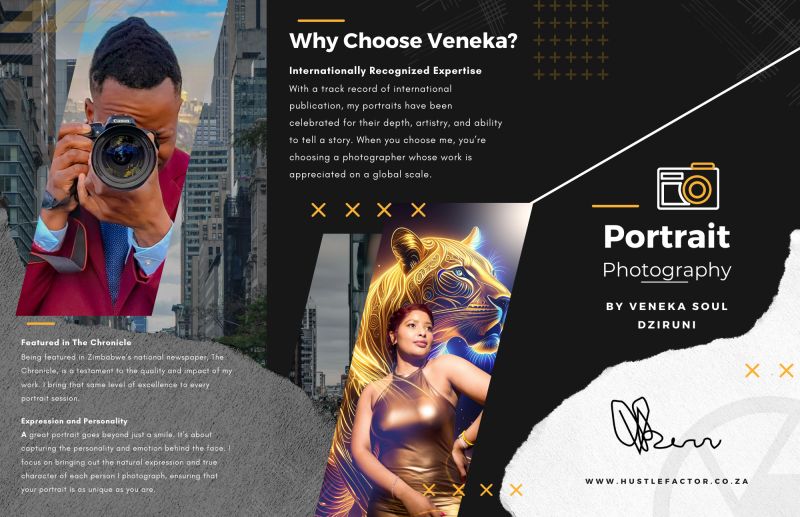 Canon
Featured in The Chronicle
Being featured in Zimbabwe's national newspaper, The
Chronicle, is a testament to the quality and impact of my
work. I bring that same level of excellence to every
portrait session.
Expression and Personality
A great portrait goes beyond just a smile. It's about
capturing the personality and emotion behind the face. I
focus on bringing out the natural expression and true
character of each person I photograph, ensuring that
your portrait is as unique as you are.
Why Choose Veneka?
Internationally Recognized Expertise
With a track record of international
publication, my portraits have been
celebrated for their depth, artistry, and ability
to tell a story. When you choose me, you're
choosing a photographer whose work is
appreciated on a global scale.
Portrait
Photography
BY VENEKA SOUL
DZIRUNI
WWW.HUSTLEFACTOR.CO.ZA